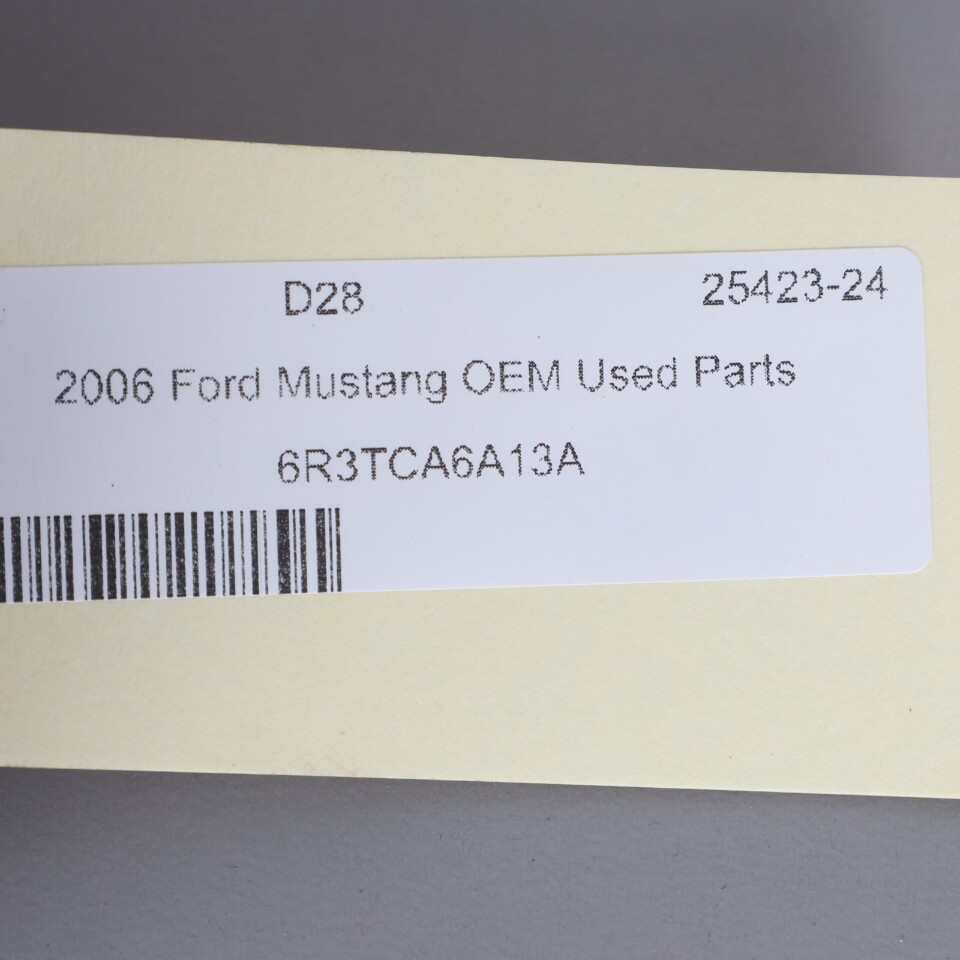 D28 25423-24
2006 Ford Mustang OEM Used Parts
6R3TCA6A13A